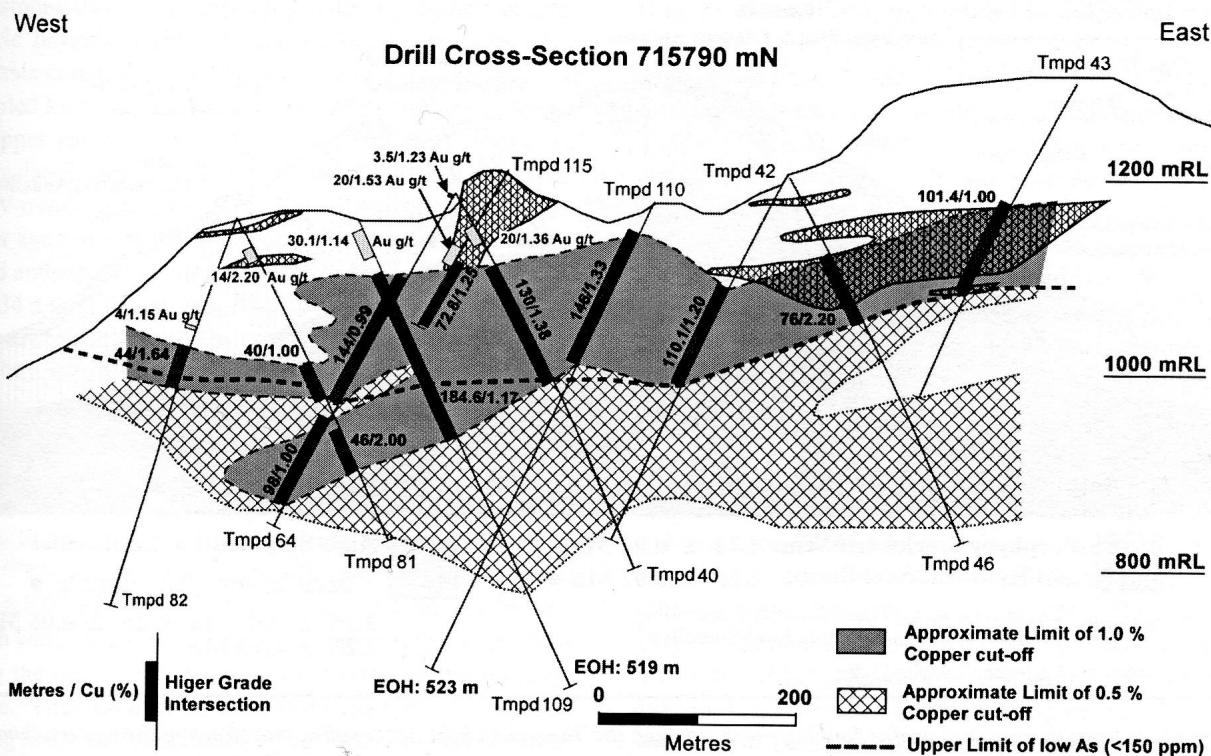 West
East
Drill Cross-Section 715790 mN
Tmpd 43
3.5/1.23 Au g/t
Tmpd 115
20/1.53 Au g/t
Tmpd 110
Tmpd 42
1200 mRL
101.4/1.00
30.1/1.14 Au g/t
20/1.36 Au g/t
14/2.20 Au g/t
4/1.15 Au g/t
72.8/1.25
130/1.38
146/1.33
110.1/1.20
76/2.20
44/1.64
40/1.00
144/0.99
1000 mRL
184.6/1.17
46/2.00
98/1.00
Tmpd 64
Tmpd 81
Tmpd 40
Tmpd 46
800 mRL
Tmpd 82
Approximate Limit of 1.0 %
Copper cut-off
EOH: 519 m
EOH: 523 m
Metres / Cu (%)
Higer Grade
Intersection
Tmpd 109
0
200
Metres
Approximate Limit of 0.5 %
Copper cut-off
Upper Limit of low As (<150 ppm)